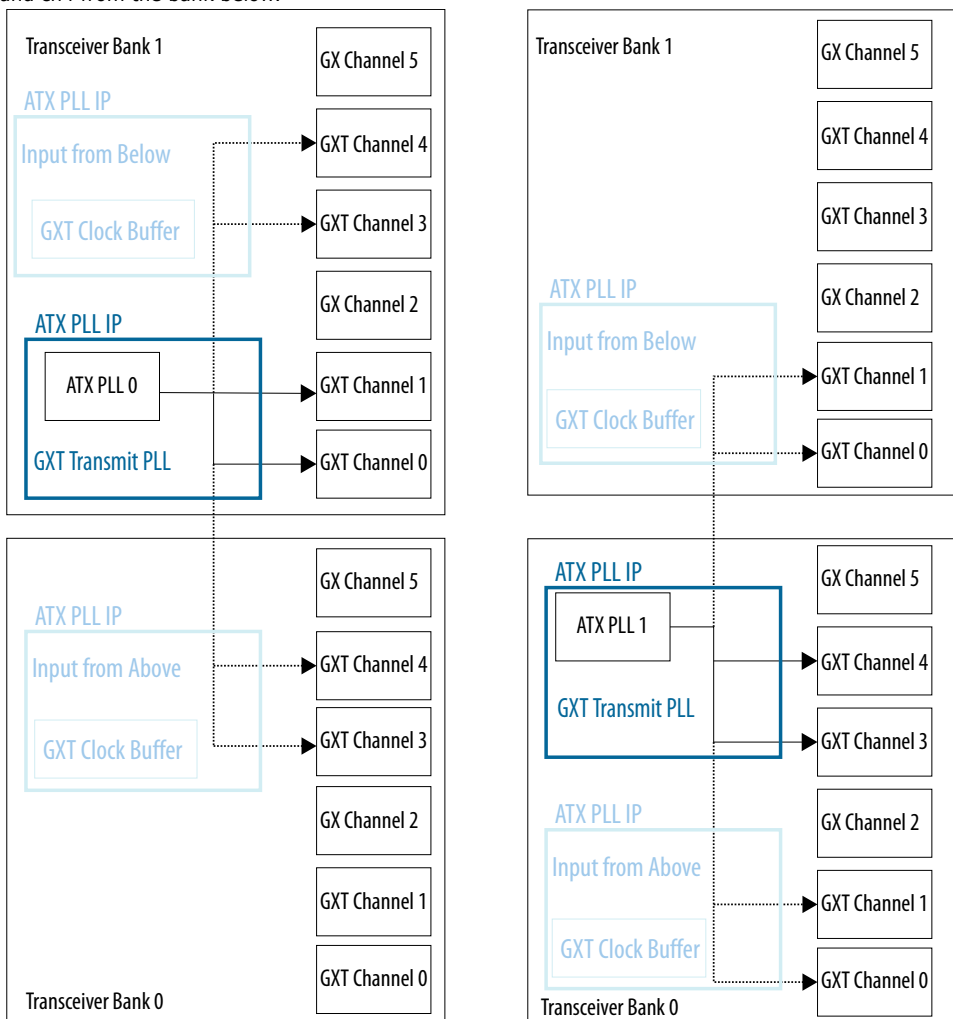 and ch4 from the bank below.
Transceiver Bank 1
GX Channel 5
ATX PLL IP
GXT Channel 4
Input from Below
GXT Channel 3
GXT Clock Buffer
GX Channel 2
ATX PLL IP
ATX PLL 0
GXT Channel 1
GXT Transmit PLL
GXT Channel 0
GX Channel 5
ATX PLL IP
Input from Above
GXT Channel 4
GXT Clock Buffer
GXT Channel 3
GX Channel 2
GXT Channel 1
GXT Channel 0
Transceiver Bank 0
Transceiver Bank 1
GX Channel 5
GXT Channel 4
GXT Channel 3
ATX PLL IP
GX Channel 2
Input from Below
GXT Channel 1
GXT Clock Buffer
GXT Channel 0
ATX PLL IP
GX Channel 5
ATX PLL 1
GXT Channel 4
GXT Transmit PLL
GXT Channel 3
ATX PLL IP
GX Channel 2
Input from Above
GXT Channel 1
GXT Clock Buffer
GXT Channel 0
Transceiver Bank 0